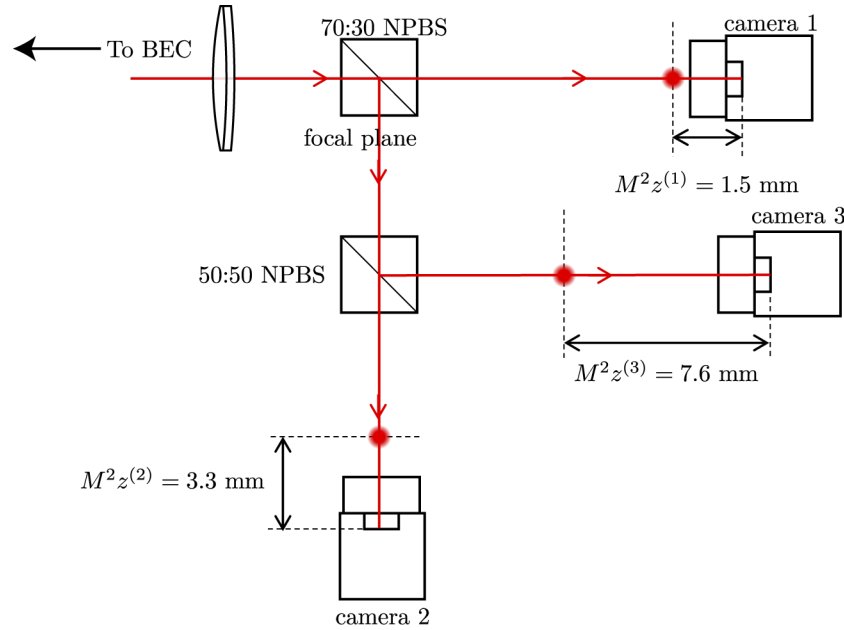 70:30 NPBS
camera 1
To BEC
focal plane
M²z⁽¹⁾ = 1.5 mm
camera 3
50:50 NPBS
M²z⁽³⁾ = 7.6 mm
M²z⁽²⁾ = 3.3 mm
camera 2